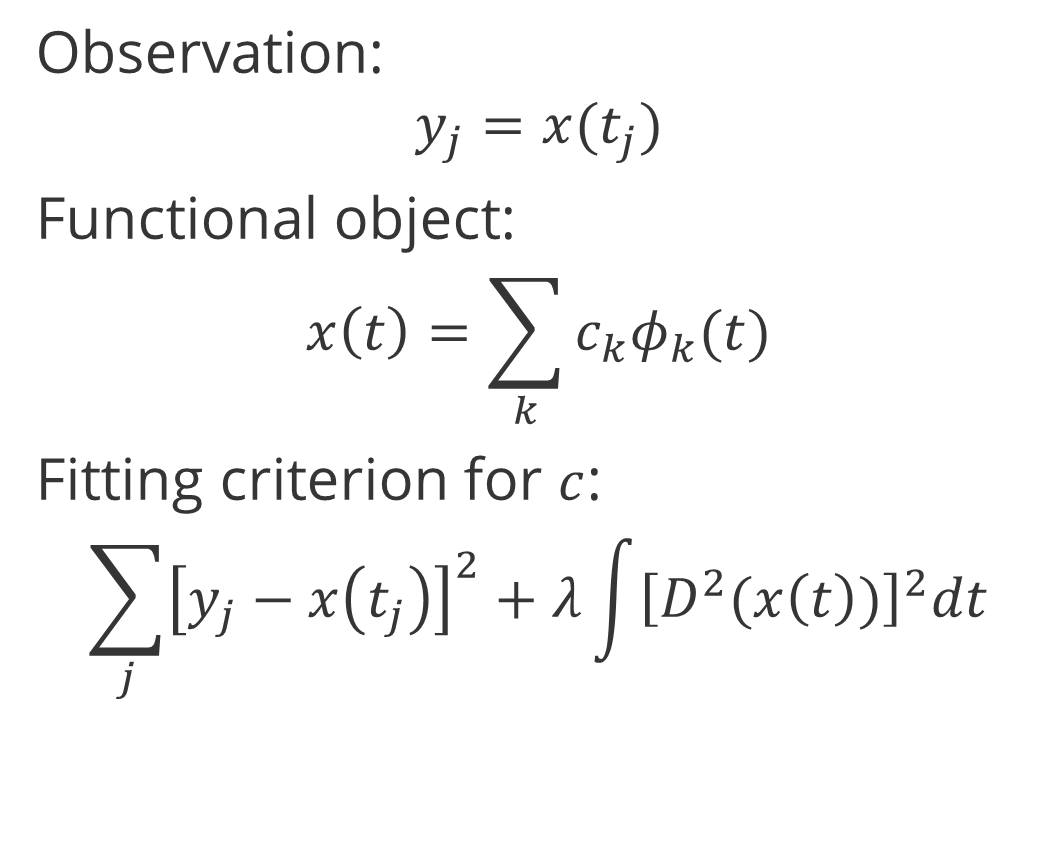 Observation:
y_j = x(t_j)
Functional object:
x(t) = ∑_k c_k ϕ_k(t)
Fitting criterion for c:
∑_j [y_j − x(t_j)]² + λ ∫ [D²(x(t))]² dt